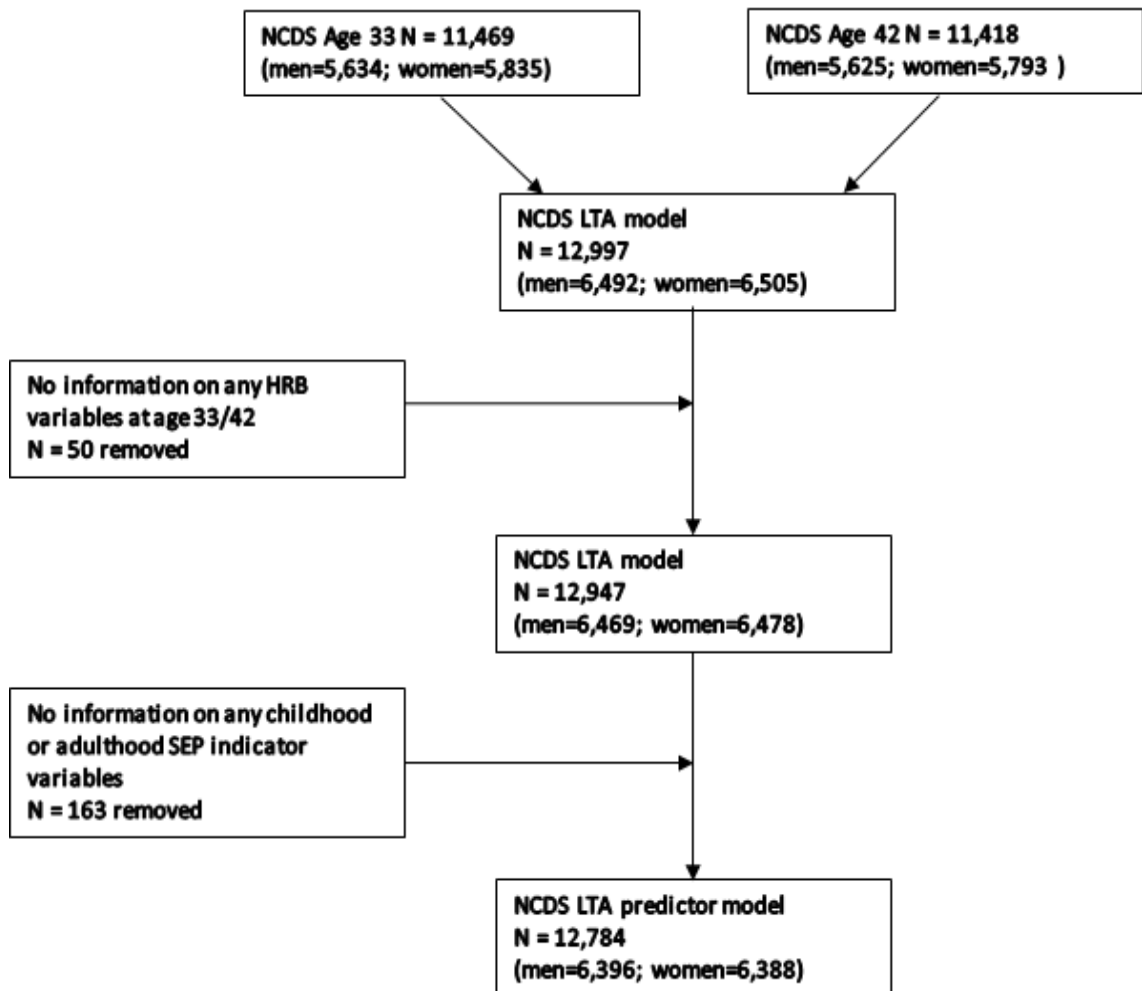 NCDS Age 33 N = 11,469
(men=5,634; women=5,835)
NCDS Age 42 N = 11,418
(men=5,625; women=5,793 )
NCDS LTA model
N = 12,997
(men=6,492; women=6,505)
No information on any HRB
variables at age 33/42
N = 50 removed
NCDS LTA model
N = 12,947
(men=6,469; women=6,478)
No information on any childhood
or adulthood SEP indicator
variables
N = 163 removed
NCDS LTA predictor model
N = 12,784
(men=6,396; women=6,388)